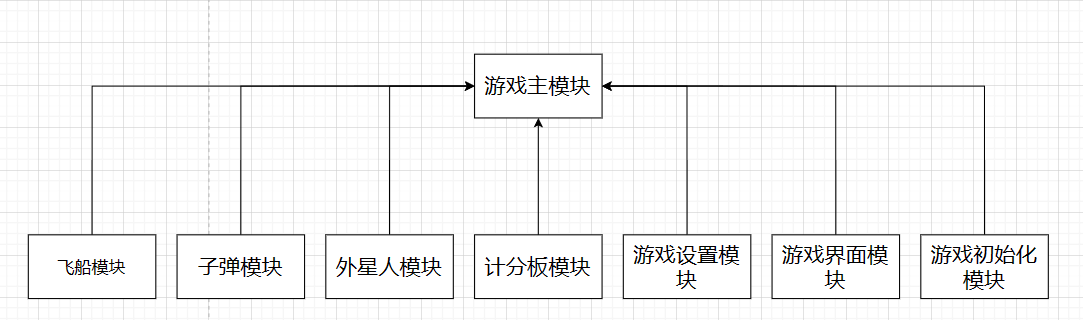 游戏主模块
飞船模块
子弹模块
外星人模块
计分板模块
游戏设置模
块
游戏界面模
块
游戏初始化
模块